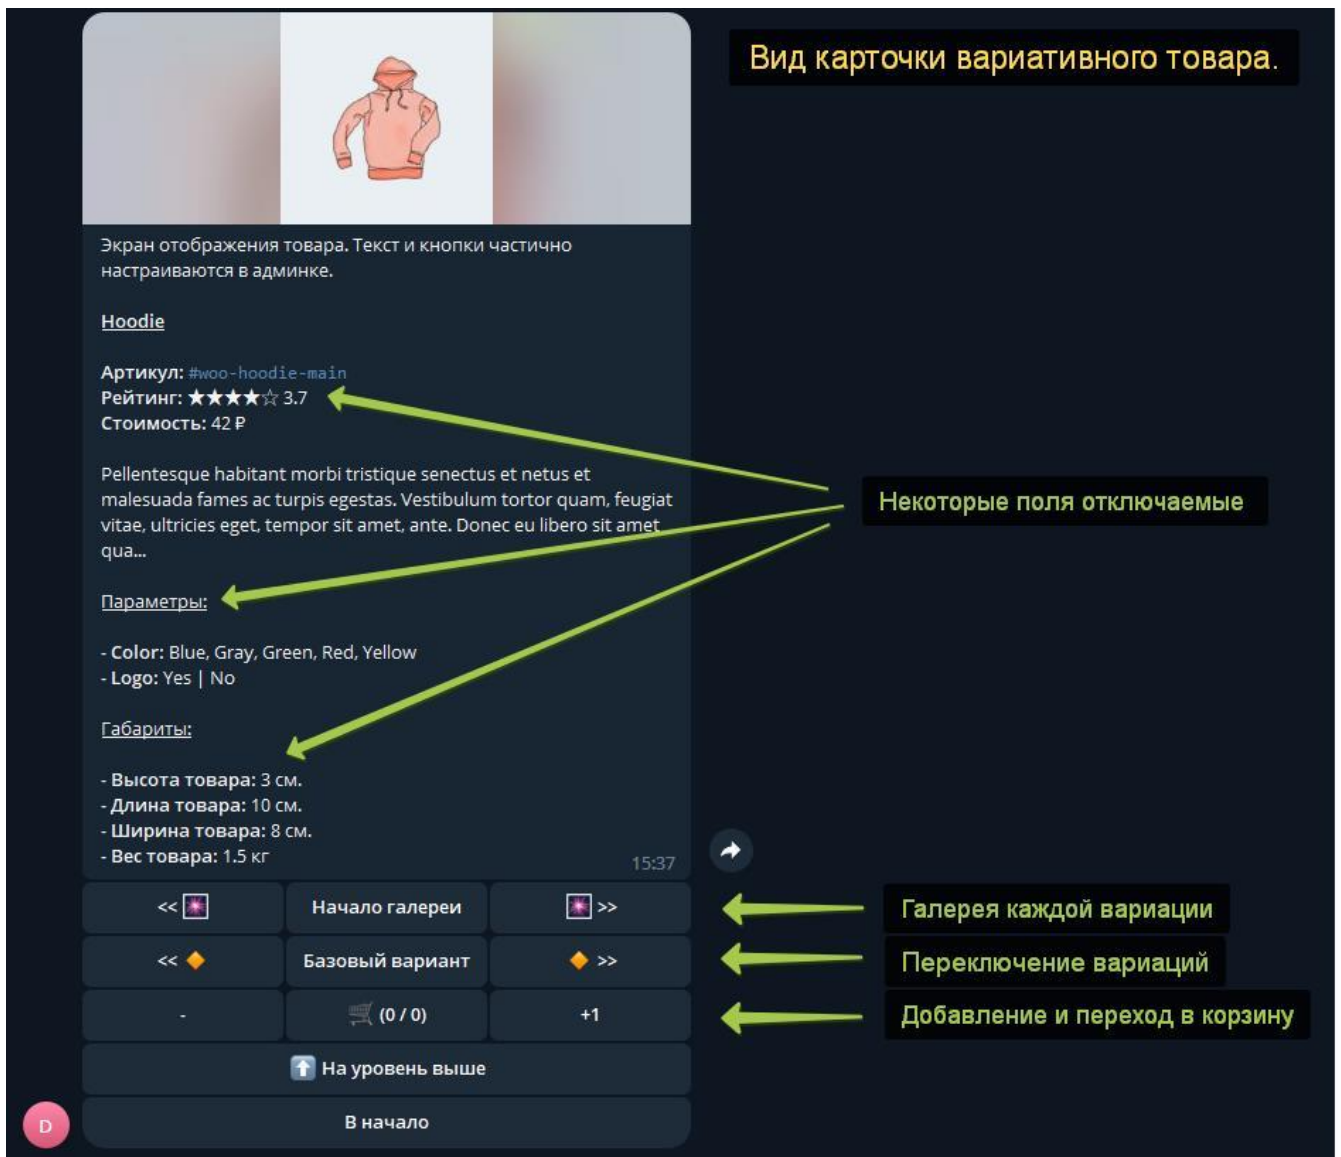 Вид карточки вариативного товара.
Экран отображения товара. Текст и кнопки частично
настраиваются в админке.
Hoodie
Артикул: #woo-hoodie-main
Рейтинг: ★★★★☆ 3.7
Стоимость: 42 ₽
Pellentesque habitant morbi tristique senectus et netus et
malesuada fames ac turpis egestas. Vestibulum tortor quam, feugiat
vitae, ultricies eget, tempor sit amet, ante. Donec eu libero sit amet
qua...
Некоторые поля отключаемые
Параметры:
- Color: Blue, Gray, Green, Red, Yellow
- Logo: Yes | No
Габариты:
- Высота товара: 3 см.
- Длина товара: 10 см.
- Ширина товара: 8 см.
- Вес товара: 1.5 кг
15:37
<< 🎆 Начало галереи 🎆 >>
Галерея каждой вариации
<< 🔶 Базовый вариант 🔶 >>
Переключение вариаций
- 🛒 (0 / 0) +1
Добавление и переход в корзину
⬆️ На уровень выше
В начало
D